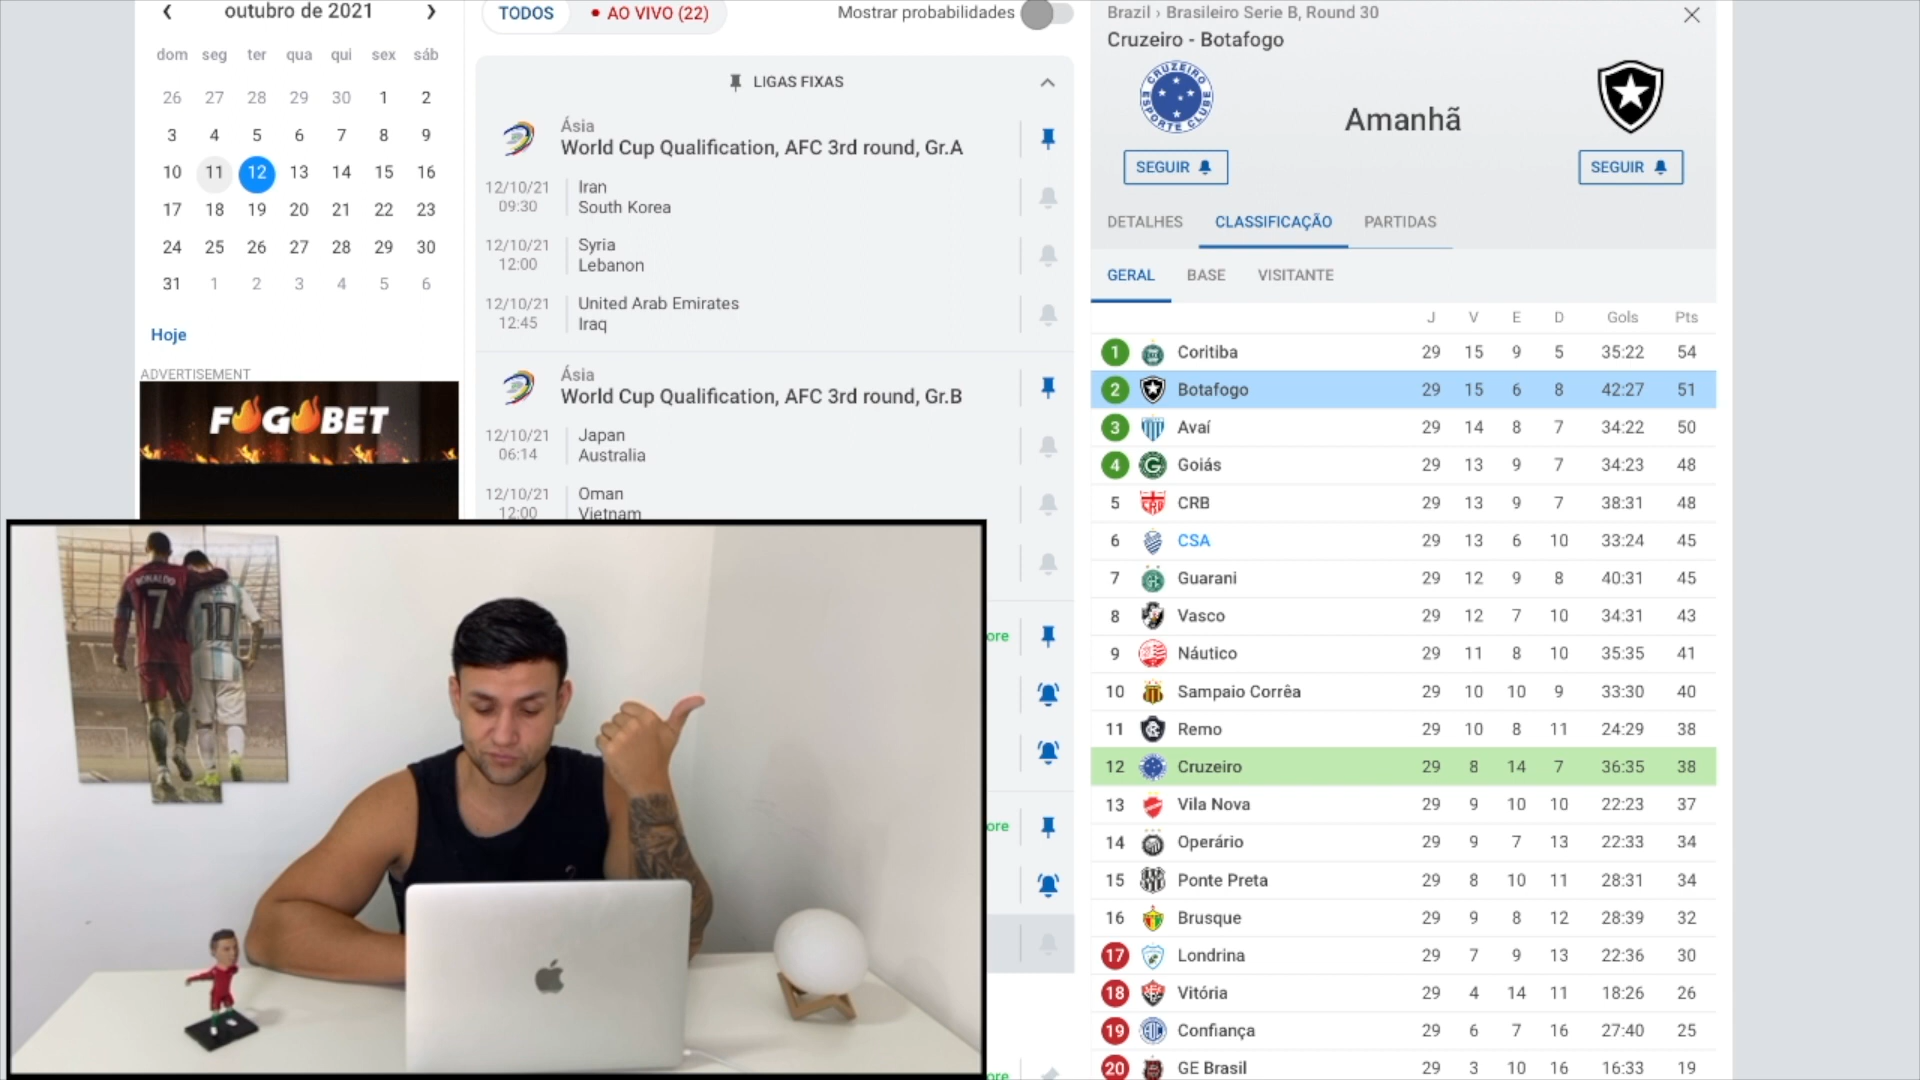 outubro de 2021
dom seg ter qua qui sex sáb
26 27 28 29 30 1 2
3 4 5 6 7 8 9
10 11 12 13 14 15 16
17 18 19 20 21 22 23
24 25 26 27 28 29 30
31 1 2 3 4 5 6
Hoje
ADVERTISEMENT
FOGOBET
TODOS
AO VIVO (22)
Mostrar probabilidades
LIGAS FIXAS
Ásia
World Cup Qualification, AFC 3rd round, Gr.A
12/10/21 Iran
09:30 South Korea
12/10/21 Syria
12:00 Lebanon
12/10/21 United Arab Emirates
12:45 Iraq
Ásia
World Cup Qualification, AFC 3rd round, Gr.B
12/10/21 Japan
06:14 Australia
12/10/21 Oman
12:00 Vietnam
ore
ore
ore
RONALDO
7
10
Brazil › Brasileiro Serie B, Round 30
Cruzeiro - Botafogo
CRUZEIRO ESPORTE CLUBE
Amanhã
SEGUIR
SEGUIR
DETALHES CLASSIFICAÇÃO PARTIDAS
GERAL BASE VISITANTE
J V E D Gols Pts
1 Coritiba 29 15 9 5 35:22 54
2 Botafogo 29 15 6 8 42:27 51
3 Avaí 29 14 8 7 34:22 50
4 Goiás 29 13 9 7 34:23 48
5 CRB 29 13 9 7 38:31 48
6 CSA 29 13 6 10 33:24 45
7 Guarani 29 12 9 8 40:31 45
8 Vasco 29 12 7 10 34:31 43
9 Náutico 29 11 8 10 35:35 41
10 Sampaio Corrêa 29 10 10 9 33:30 40
11 Remo 29 10 8 11 24:29 38
12 Cruzeiro 29 8 14 7 36:35 38
13 Vila Nova 29 9 10 10 22:23 37
14 Operário 29 9 7 13 22:33 34
15 Ponte Preta 29 8 10 11 28:31 34
16 Brusque 29 9 8 12 28:39 32
17 Londrina 29 7 9 13 22:36 30
18 Vitória 29 4 14 11 18:26 26
19 Confiança 29 6 7 16 27:40 25
20 GE Brasil 29 3 10 16 16:33 19